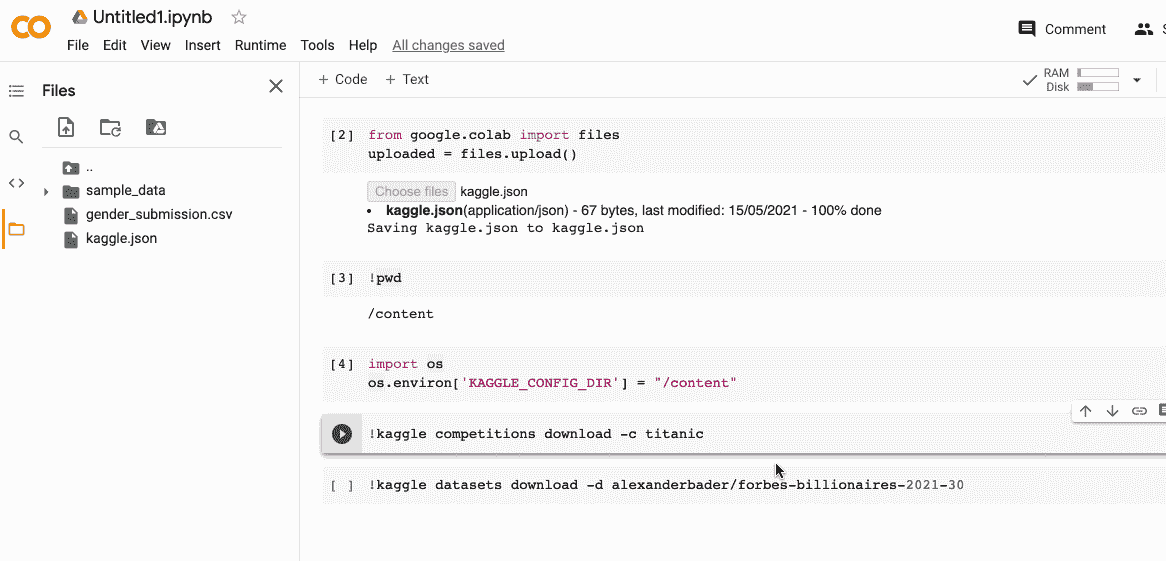 CO
Untitled1.ipynb
File Edit View Insert Runtime Tools Help All changes saved
Comment
+ Code + Text
RAM
Disk
Files
..
sample_data
gender_submission.csv
kaggle.json
[2] from google.colab import files
uploaded = files.upload()
Choose files kaggle.json
• kaggle.json(application/json) - 67 bytes, last modified: 15/05/2021 - 100% done
Saving kaggle.json to kaggle.json
[3] !pwd
/content
[4] import os
os.environ['KAGGLE_CONFIG_DIR'] = "/content"
!kaggle competitions download -c titanic
[ ] !kaggle datasets download -d alexanderbader/forbes-billionaires-2021-30